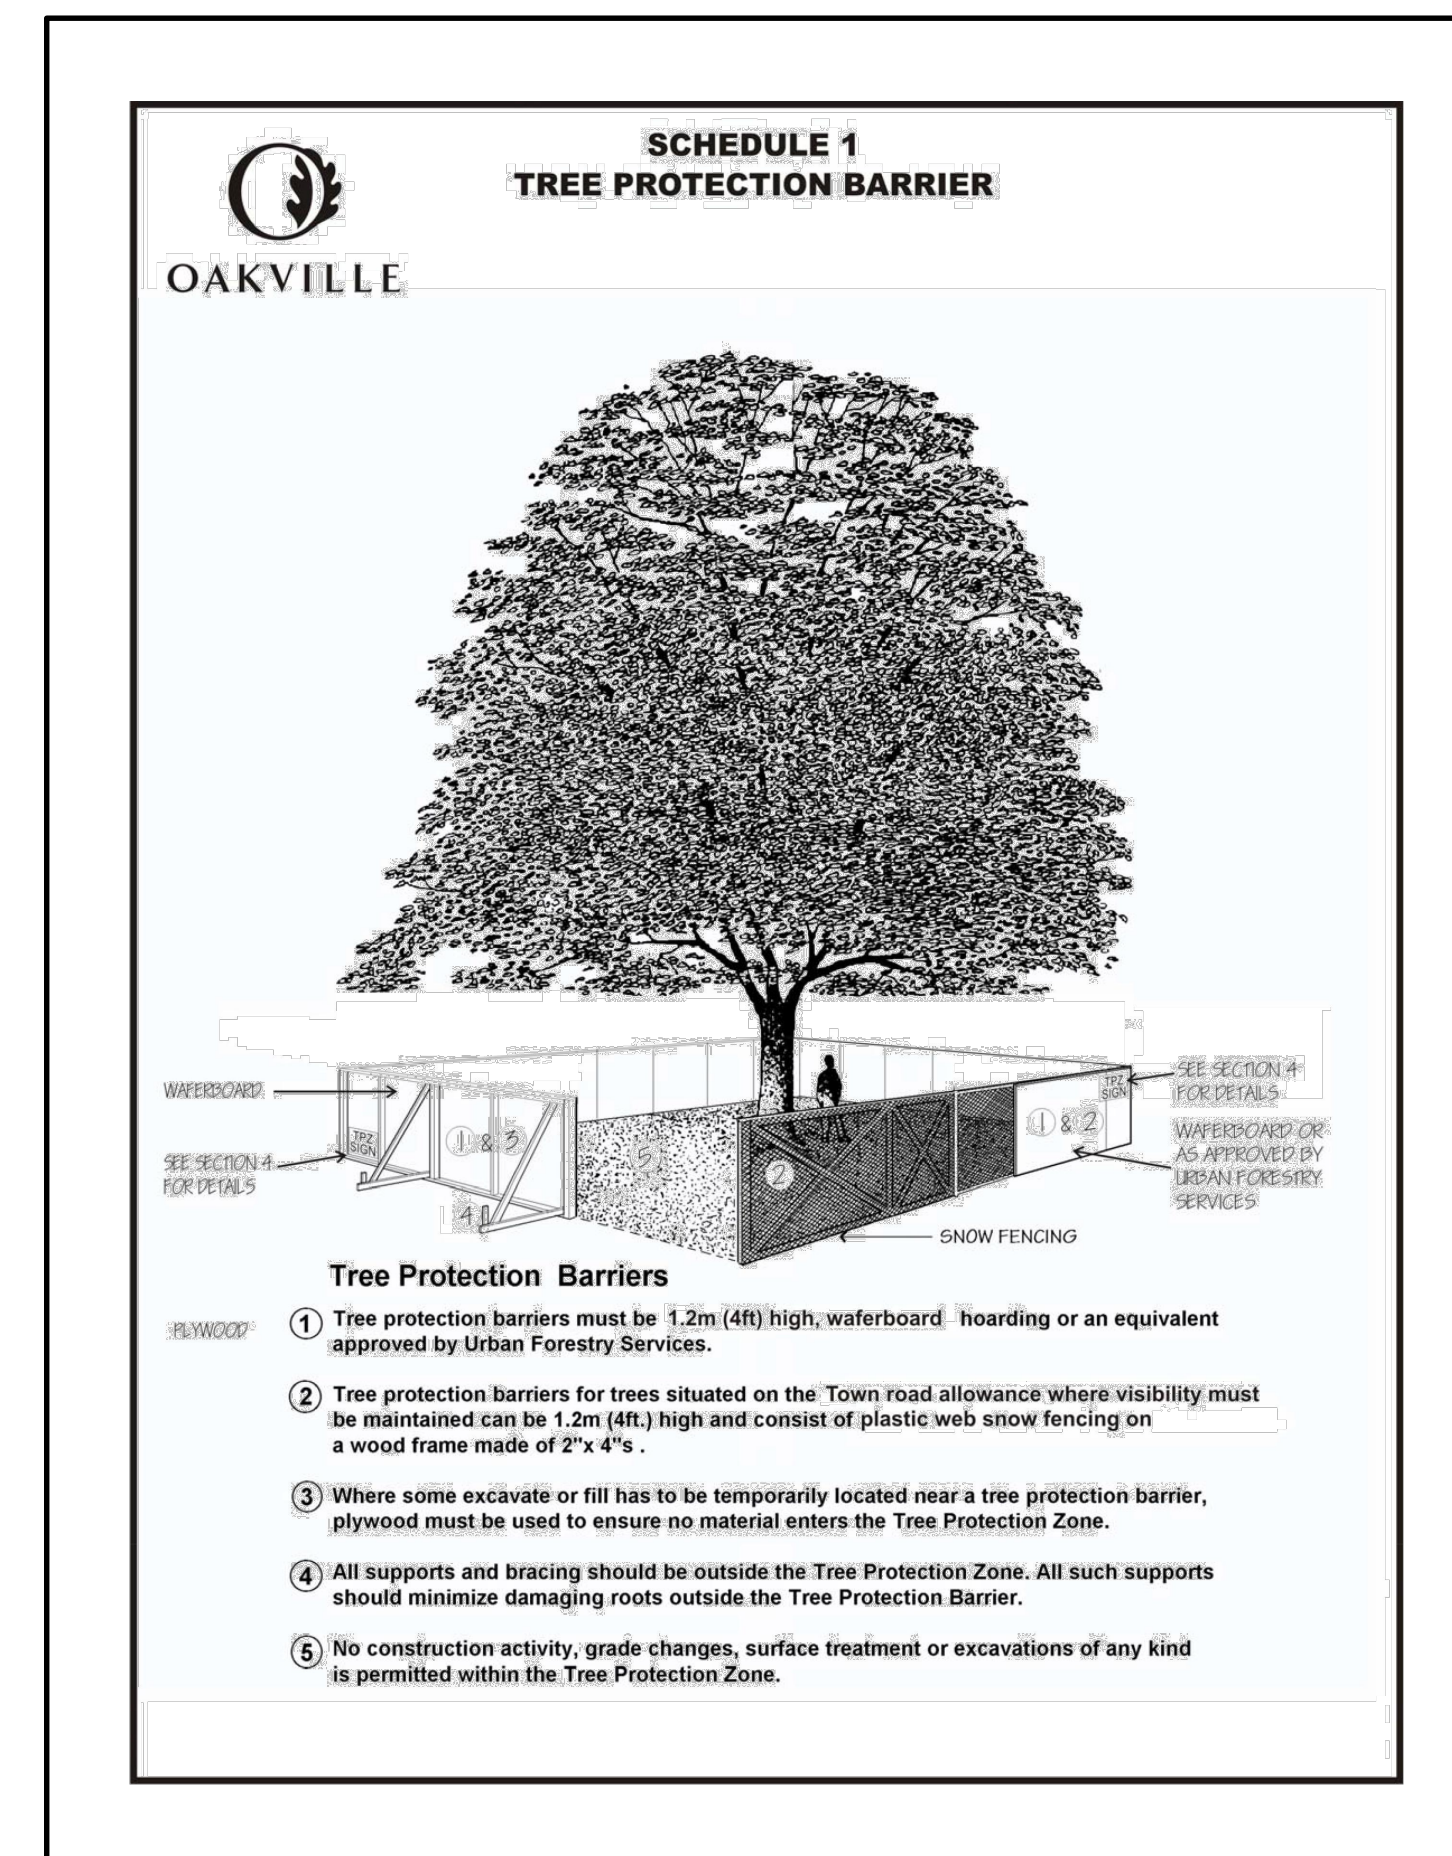 SCHEDULE 1
TREE PROTECTION BARRIER
OAKVILLE
WAFERBOARD
TPZ
SIGN
SEE SECTION 4
FOR DETAILS
1 & 3
4
5
2
1 & 2
TPZ
SIGN
SEE SECTION 4
FOR DETAILS
WAFERBOARD OR
AS APPROVED BY
URBAN FORESTRY
SERVICES
SNOW FENCING
Tree Protection Barriers
PLYWOOD
1 Tree protection barriers must be 1.2m (4ft) high, waferboard hoarding or an equivalent
approved by Urban Forestry Services.
2 Tree protection barriers for trees situated on the Town road allowance where visibility must
be maintained can be 1.2m (4ft.) high and consist of plastic web snow fencing on
a wood frame made of 2"x 4"s .
3 Where some excavate or fill has to be temporarily located near a tree protection barrier,
plywood must be used to ensure no material enters the Tree Protection Zone.
4 All supports and bracing should be outside the Tree Protection Zone. All such supports
should minimize damaging roots outside the Tree Protection Barrier.
5 No construction activity, grade changes, surface treatment or excavations of any kind
is permitted within the Tree Protection Zone.